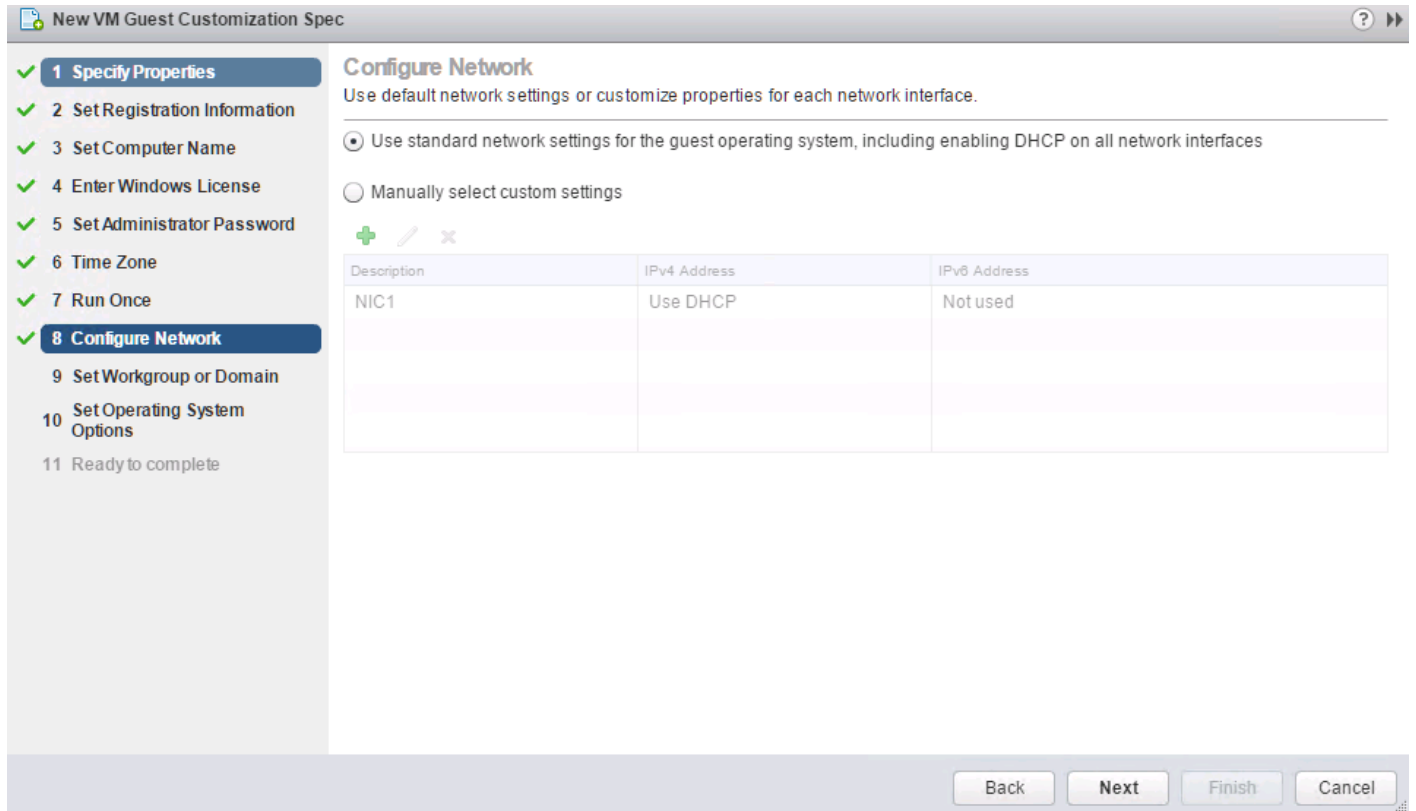 New VM Guest Customization Spec
?
1 Specify Properties
2 Set Registration Information
3 Set Computer Name
4 Enter Windows License
5 Set Administrator Password
6 Time Zone
7 Run Once
8 Configure Network
9 Set Workgroup or Domain
10 Set Operating System
Options
11 Ready to complete
Configure Network
Use default network settings or customize properties for each network interface.
Use standard network settings for the guest operating system, including enabling DHCP on all network interfaces
Manually select custom settings
Description IPv4 Address IPv6 Address
NIC1 Use DHCP Not used
Back Next Finish Cancel